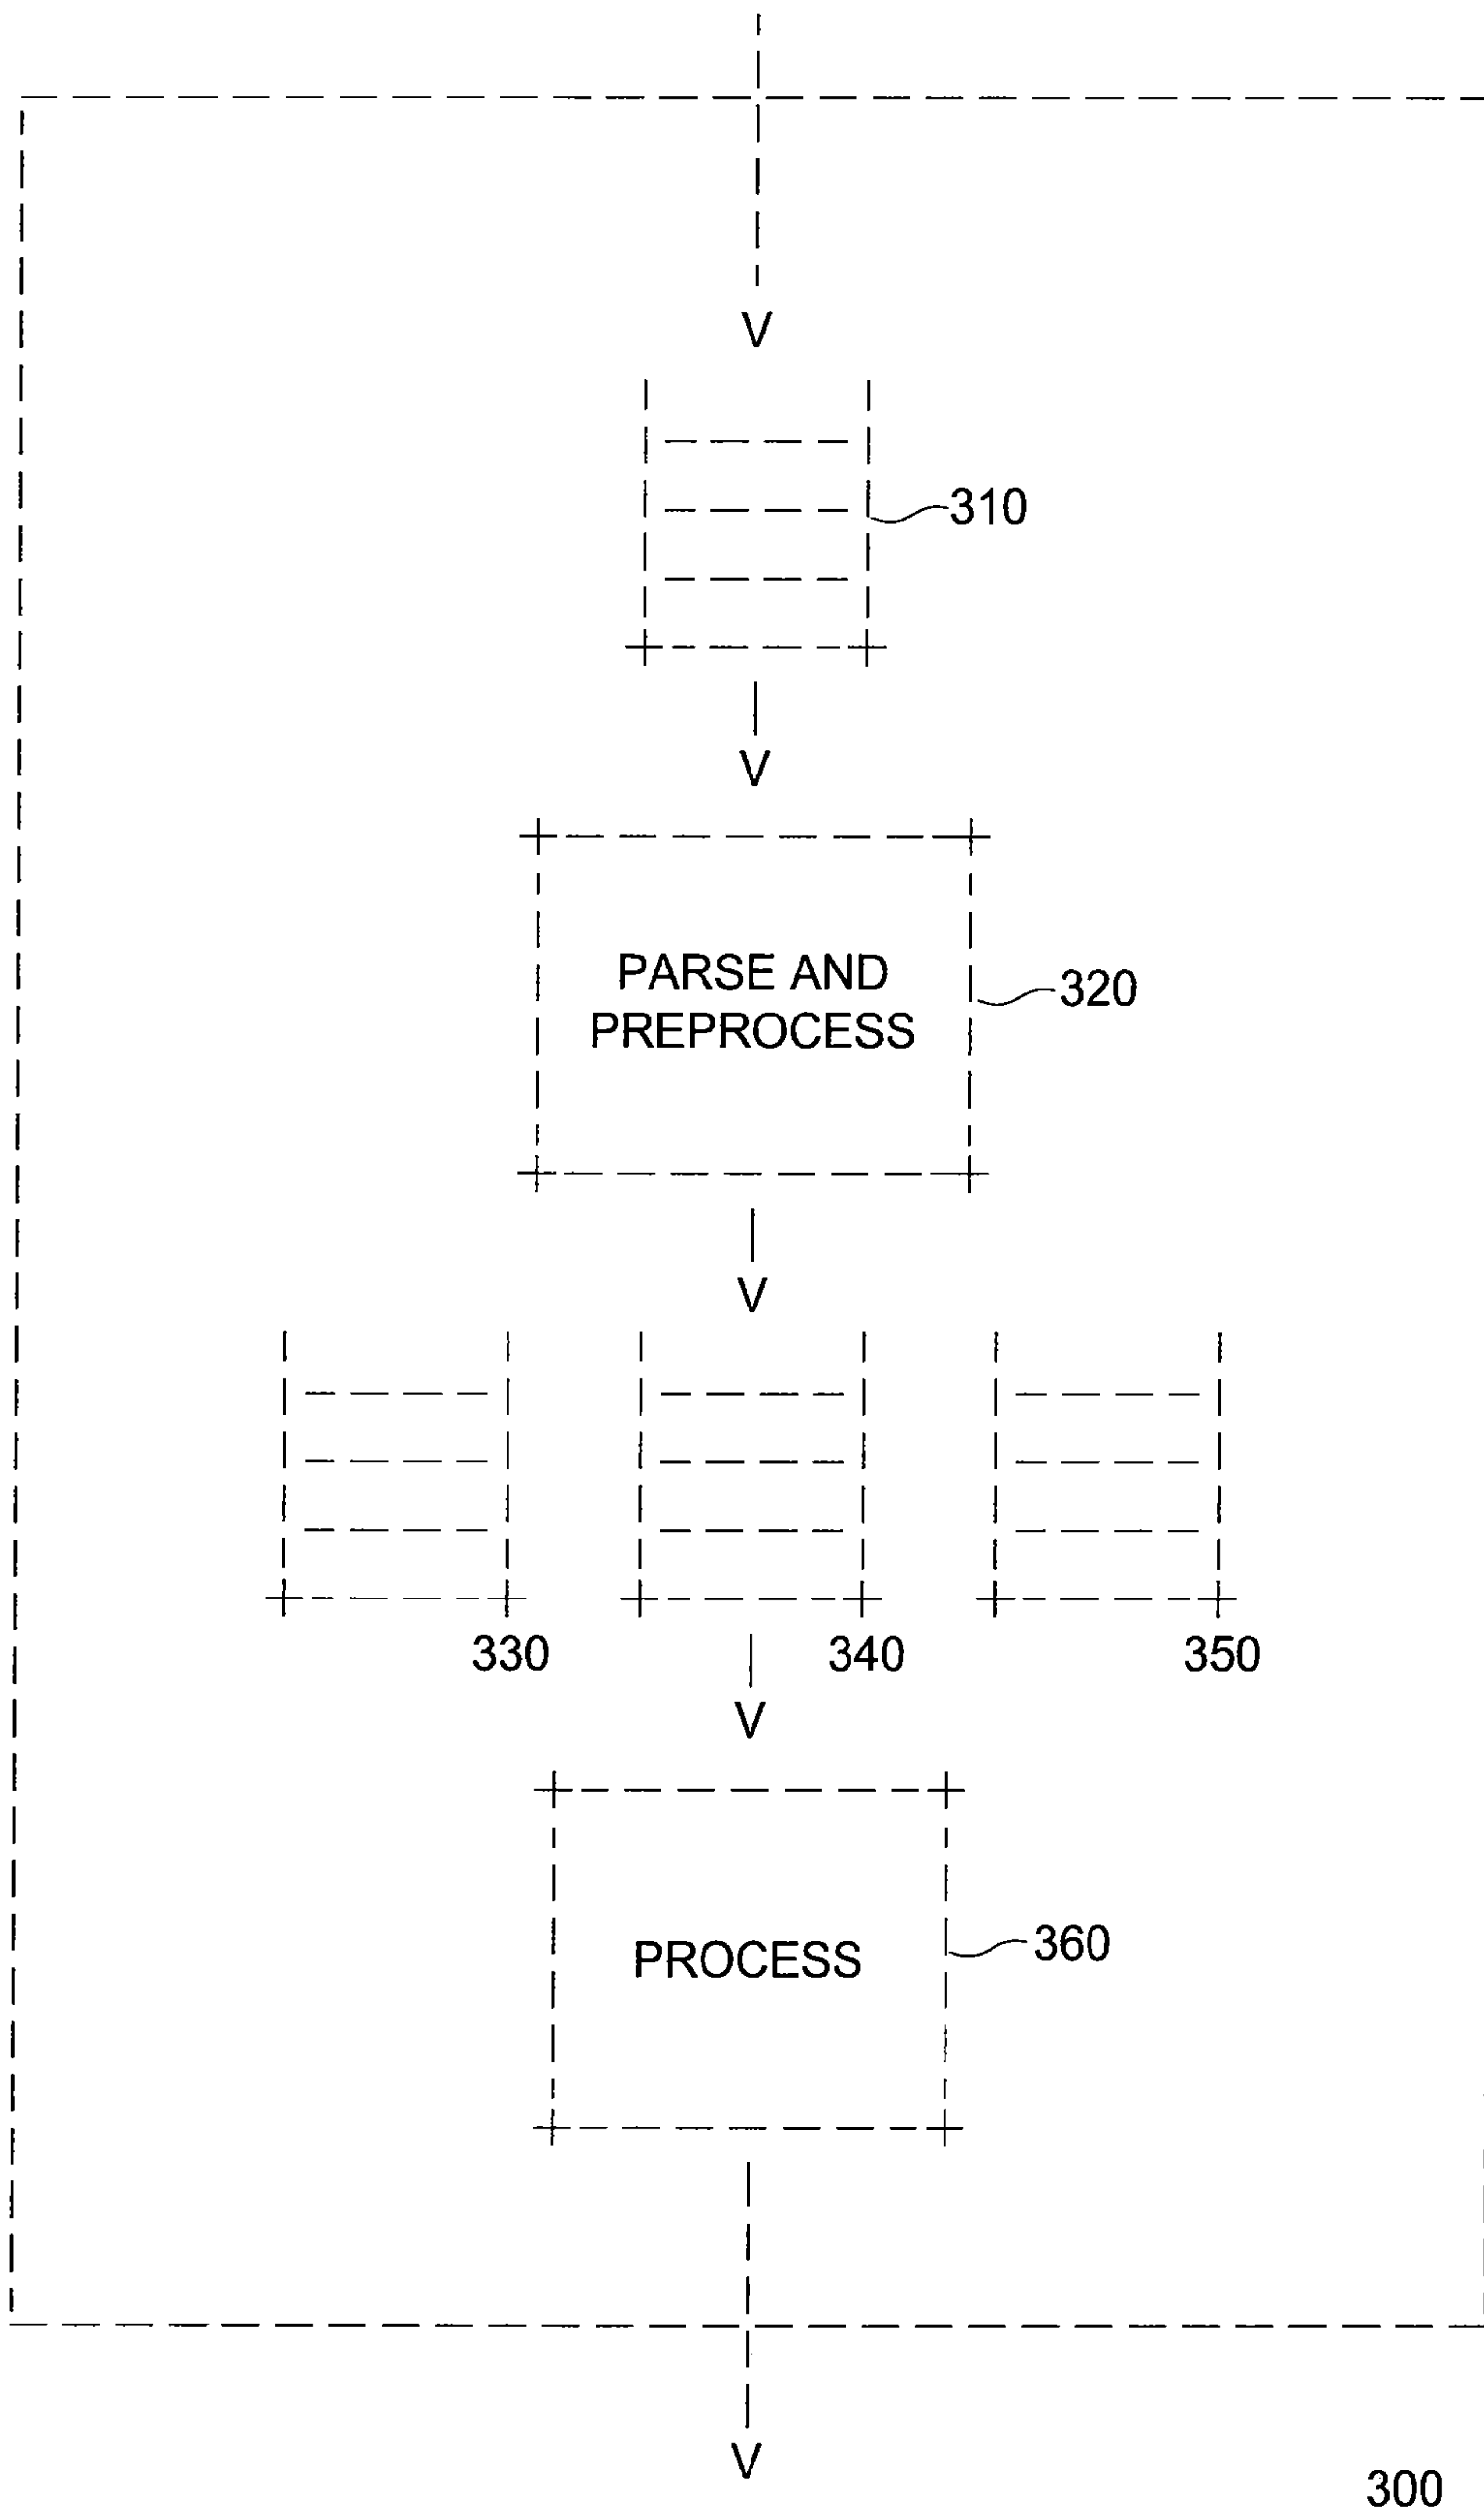 V
310
V
PARSE AND
PREPROCESS
320
V
330
340
350
V
PROCESS
360
V
300